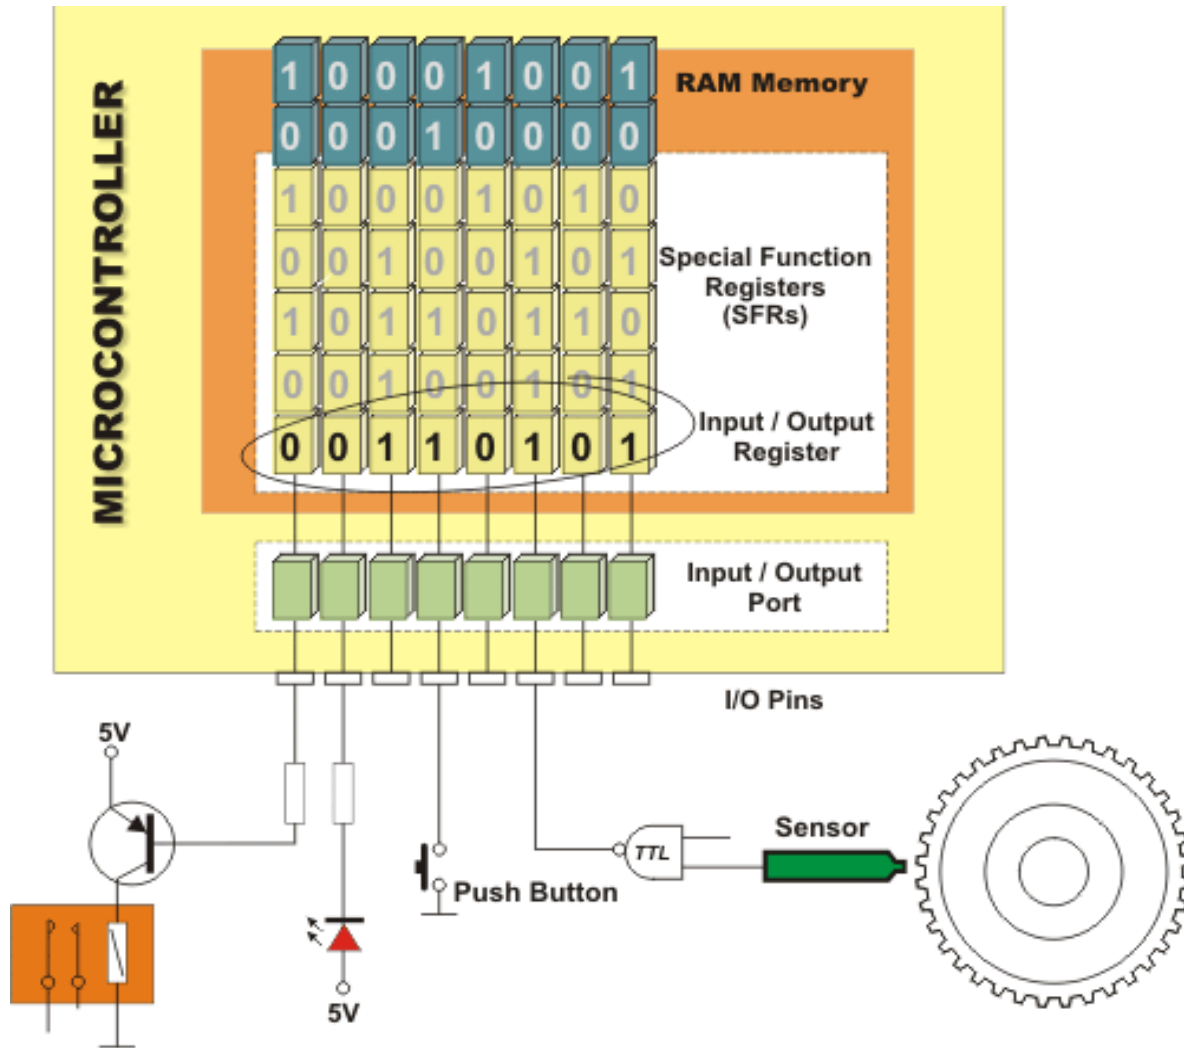 MICROCONTROLLER
1 0 0 0 1 0 0 1
RAM Memory
0 0 0 1 0 0 0 0
1 0 0 0 1 0 1 0
0 0 1 0 0 1 0 1
Special Function
Registers
(SFRs)
1 0 1 1 0 1 1 0
0 0 1 0 0 1 0 1
Input / Output
Register
0 0 1 1 0 1 0 1
Input / Output
Port
I/O Pins
5V
Sensor
TTL
Push Button
5V